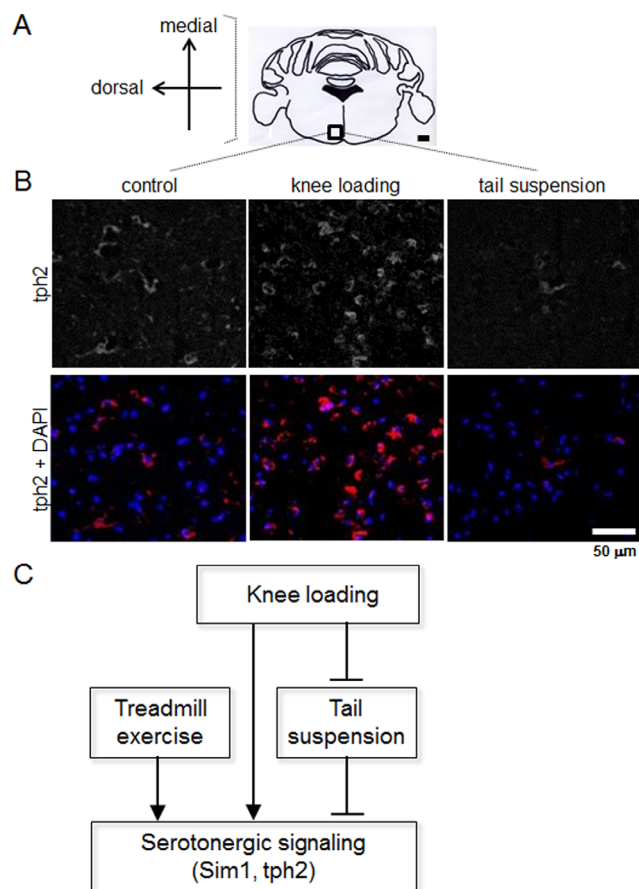 A
medial
dorsal
B
control knee loading tail suspension
tph2
tph2 + DAPI
50 μm
C
Knee loading
Treadmill
exercise
Tail
suspension
Serotonergic signaling
(Sim1, tph2)